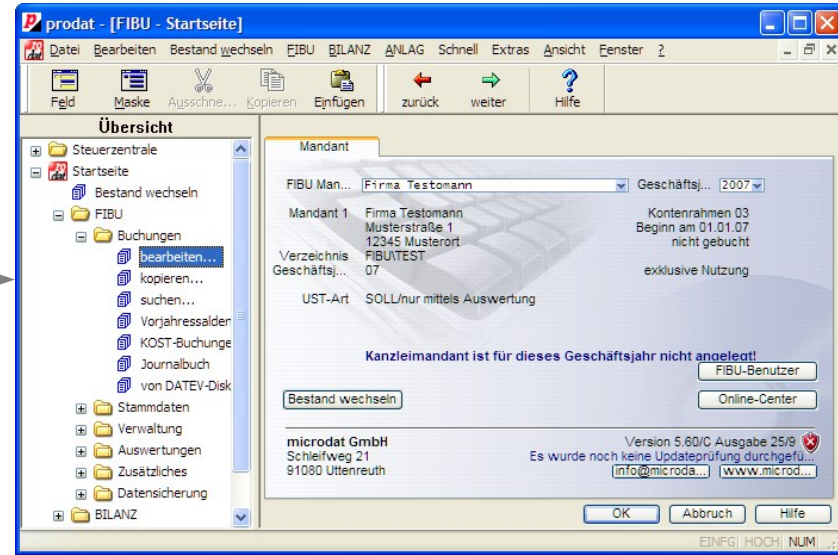 prodat - [FIBU - Startseite]
Datei Bearbeiten Bestand wechseln FIBU BILANZ ANLAG Schnell Extras Ansicht Fenster ?
Feld Maske Ausschne... Kopieren Einfügen zurück weiter Hilfe
Übersicht
Steuerzentrale
Startseite
Bestand wechseln
FIBU
Buchungen
bearbeiten...
kopieren...
suchen...
Vorjahressalden
KOST-Buchunge
Journalbuch
von DATEV-Disk
Stammdaten
Verwaltung
Auswertungen
Zusätzliches
Datensicherung
BILANZ
Mandant
FIBU Man... Firma Testomann Geschäftsj... 2007
Mandant 1 Firma Testomann Kontenrahmen 03
Musterstraße 1 Beginn am 01.01.07
12345 Musterort nicht gebucht
Verzeichnis FIBU\TEST
Geschäftsj... 07 exklusive Nutzung
UST-Art SOLL/nur mittels Auswertung
Kanzleimandant ist für dieses Geschäftsjahr nicht angelegt!
FIBU-Benutzer
Bestand wechseln Online-Center
microdat GmbH Version 5.60/C Ausgabe 25/9
Schleifweg 21 Es wurde noch keine Updateprüfung durchgefü...
91080 Uttenreuth info@microda... www.microd...
OK Abbruch Hilfe
EINFG HOCH NUM